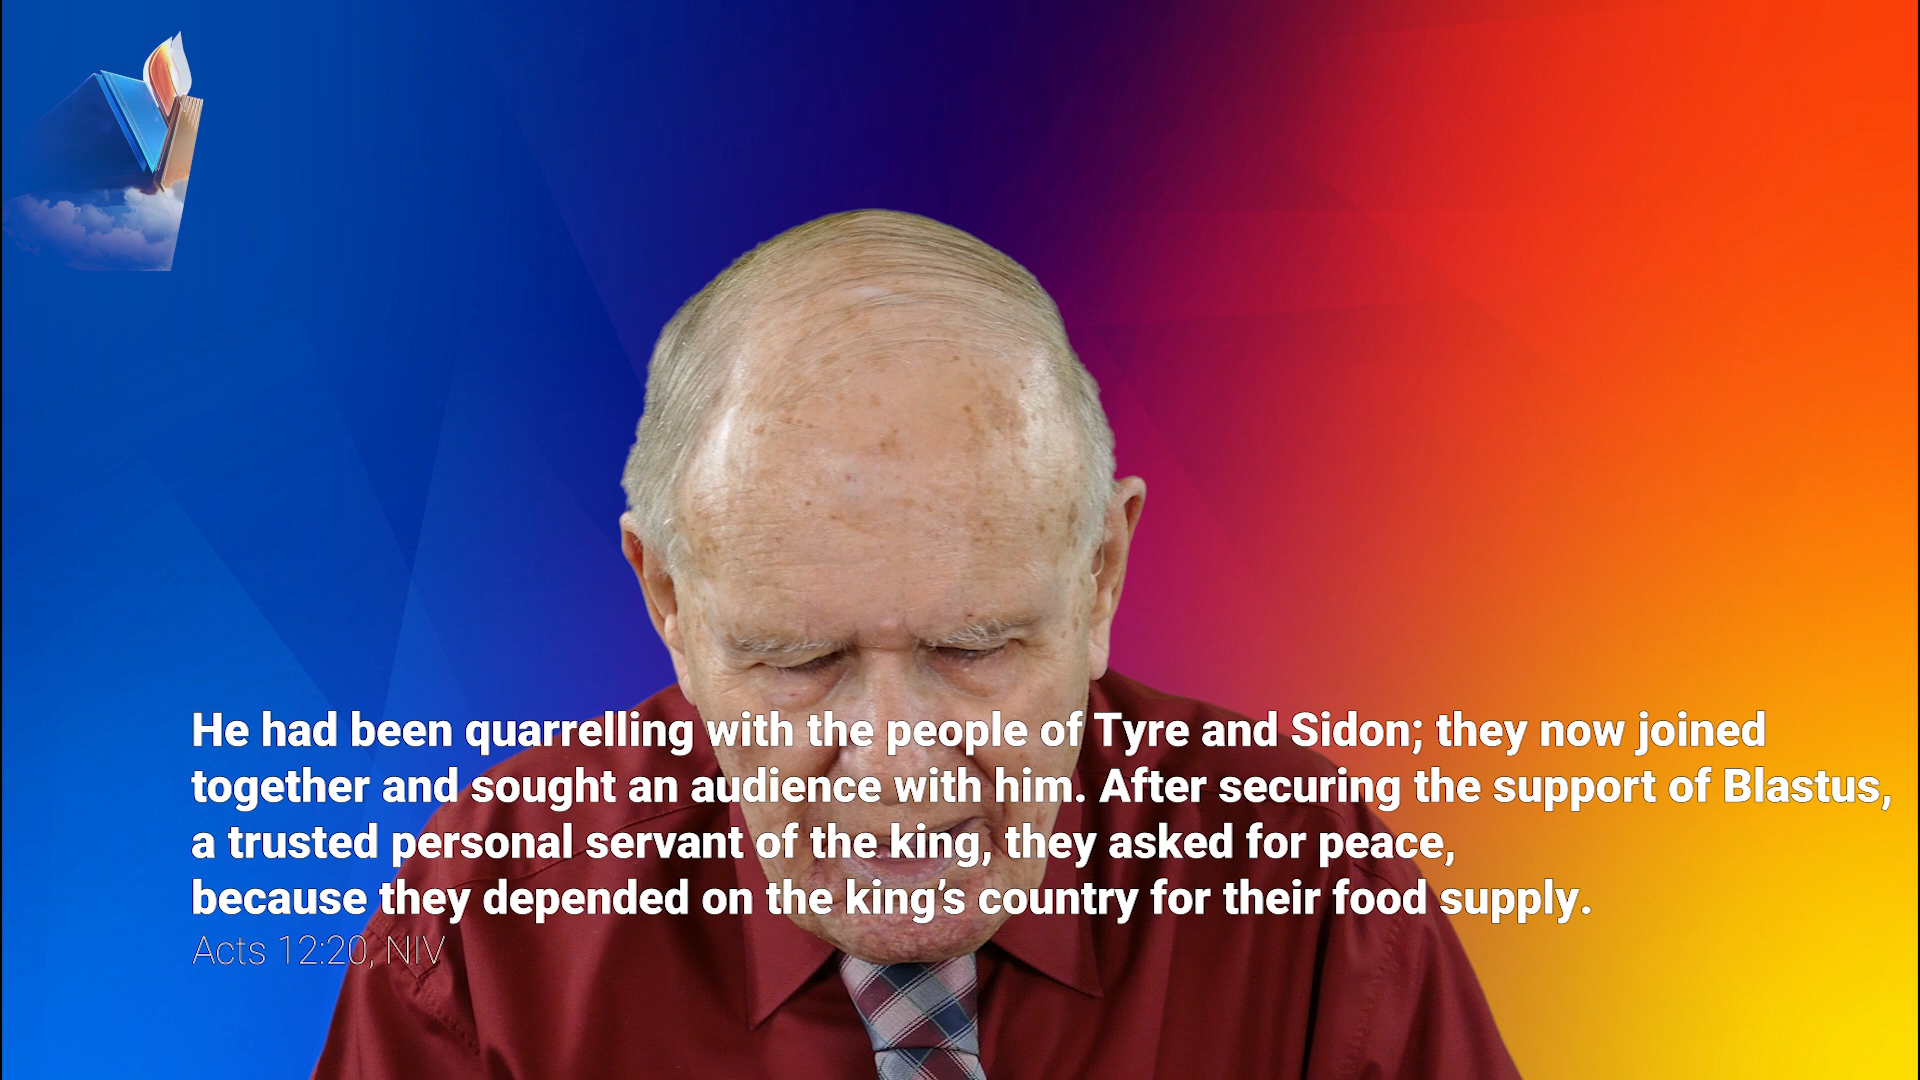 He had been quarrelling with the people of Tyre and Sidon; they now joined
together and sought an audience with him. After securing the support of Blastus,
a trusted personal servant of the king, they asked for peace,
because they depended on the king’s country for their food supply.
Acts 12:20, NIV